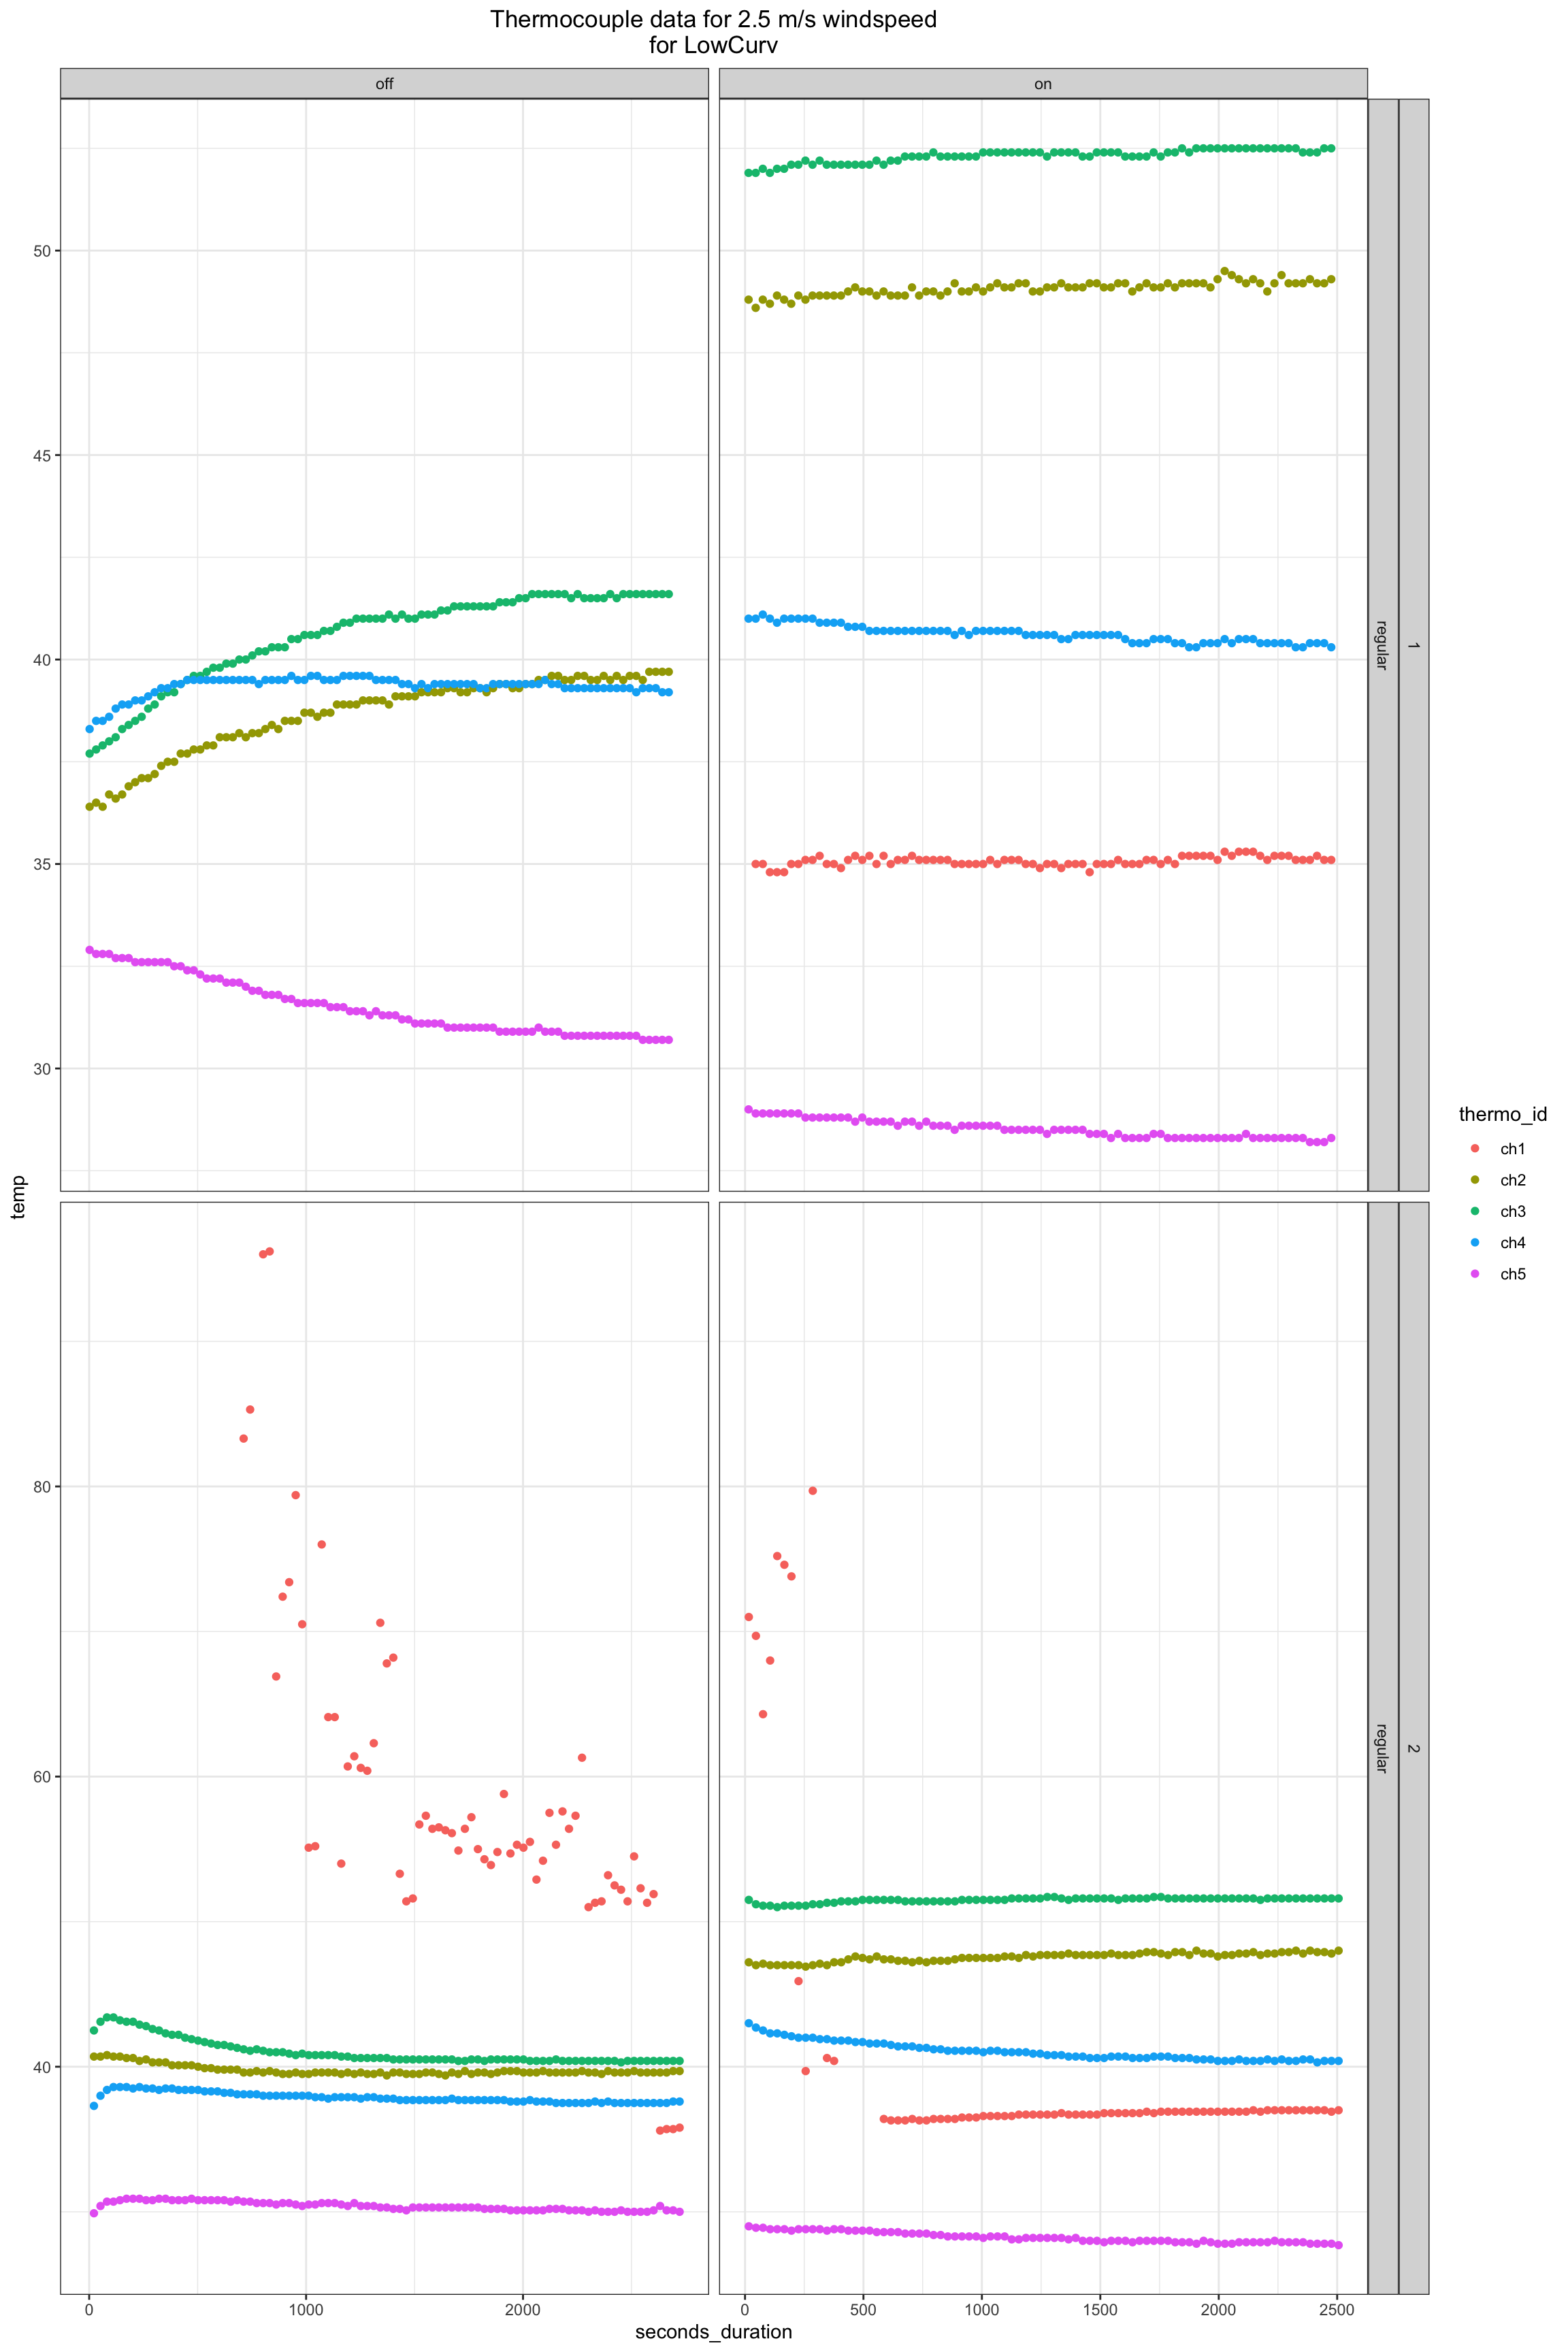 Thermocouple data for 2.5 m/s windspeed
for LowCurv
off
on
50
45
40
35
30
regular
1
temp
80
60
40
regular
2
0
1000
2000
0
500
1000
1500
2000
2500
seconds_duration
thermo_id
ch1
ch2
ch3
ch4
ch5